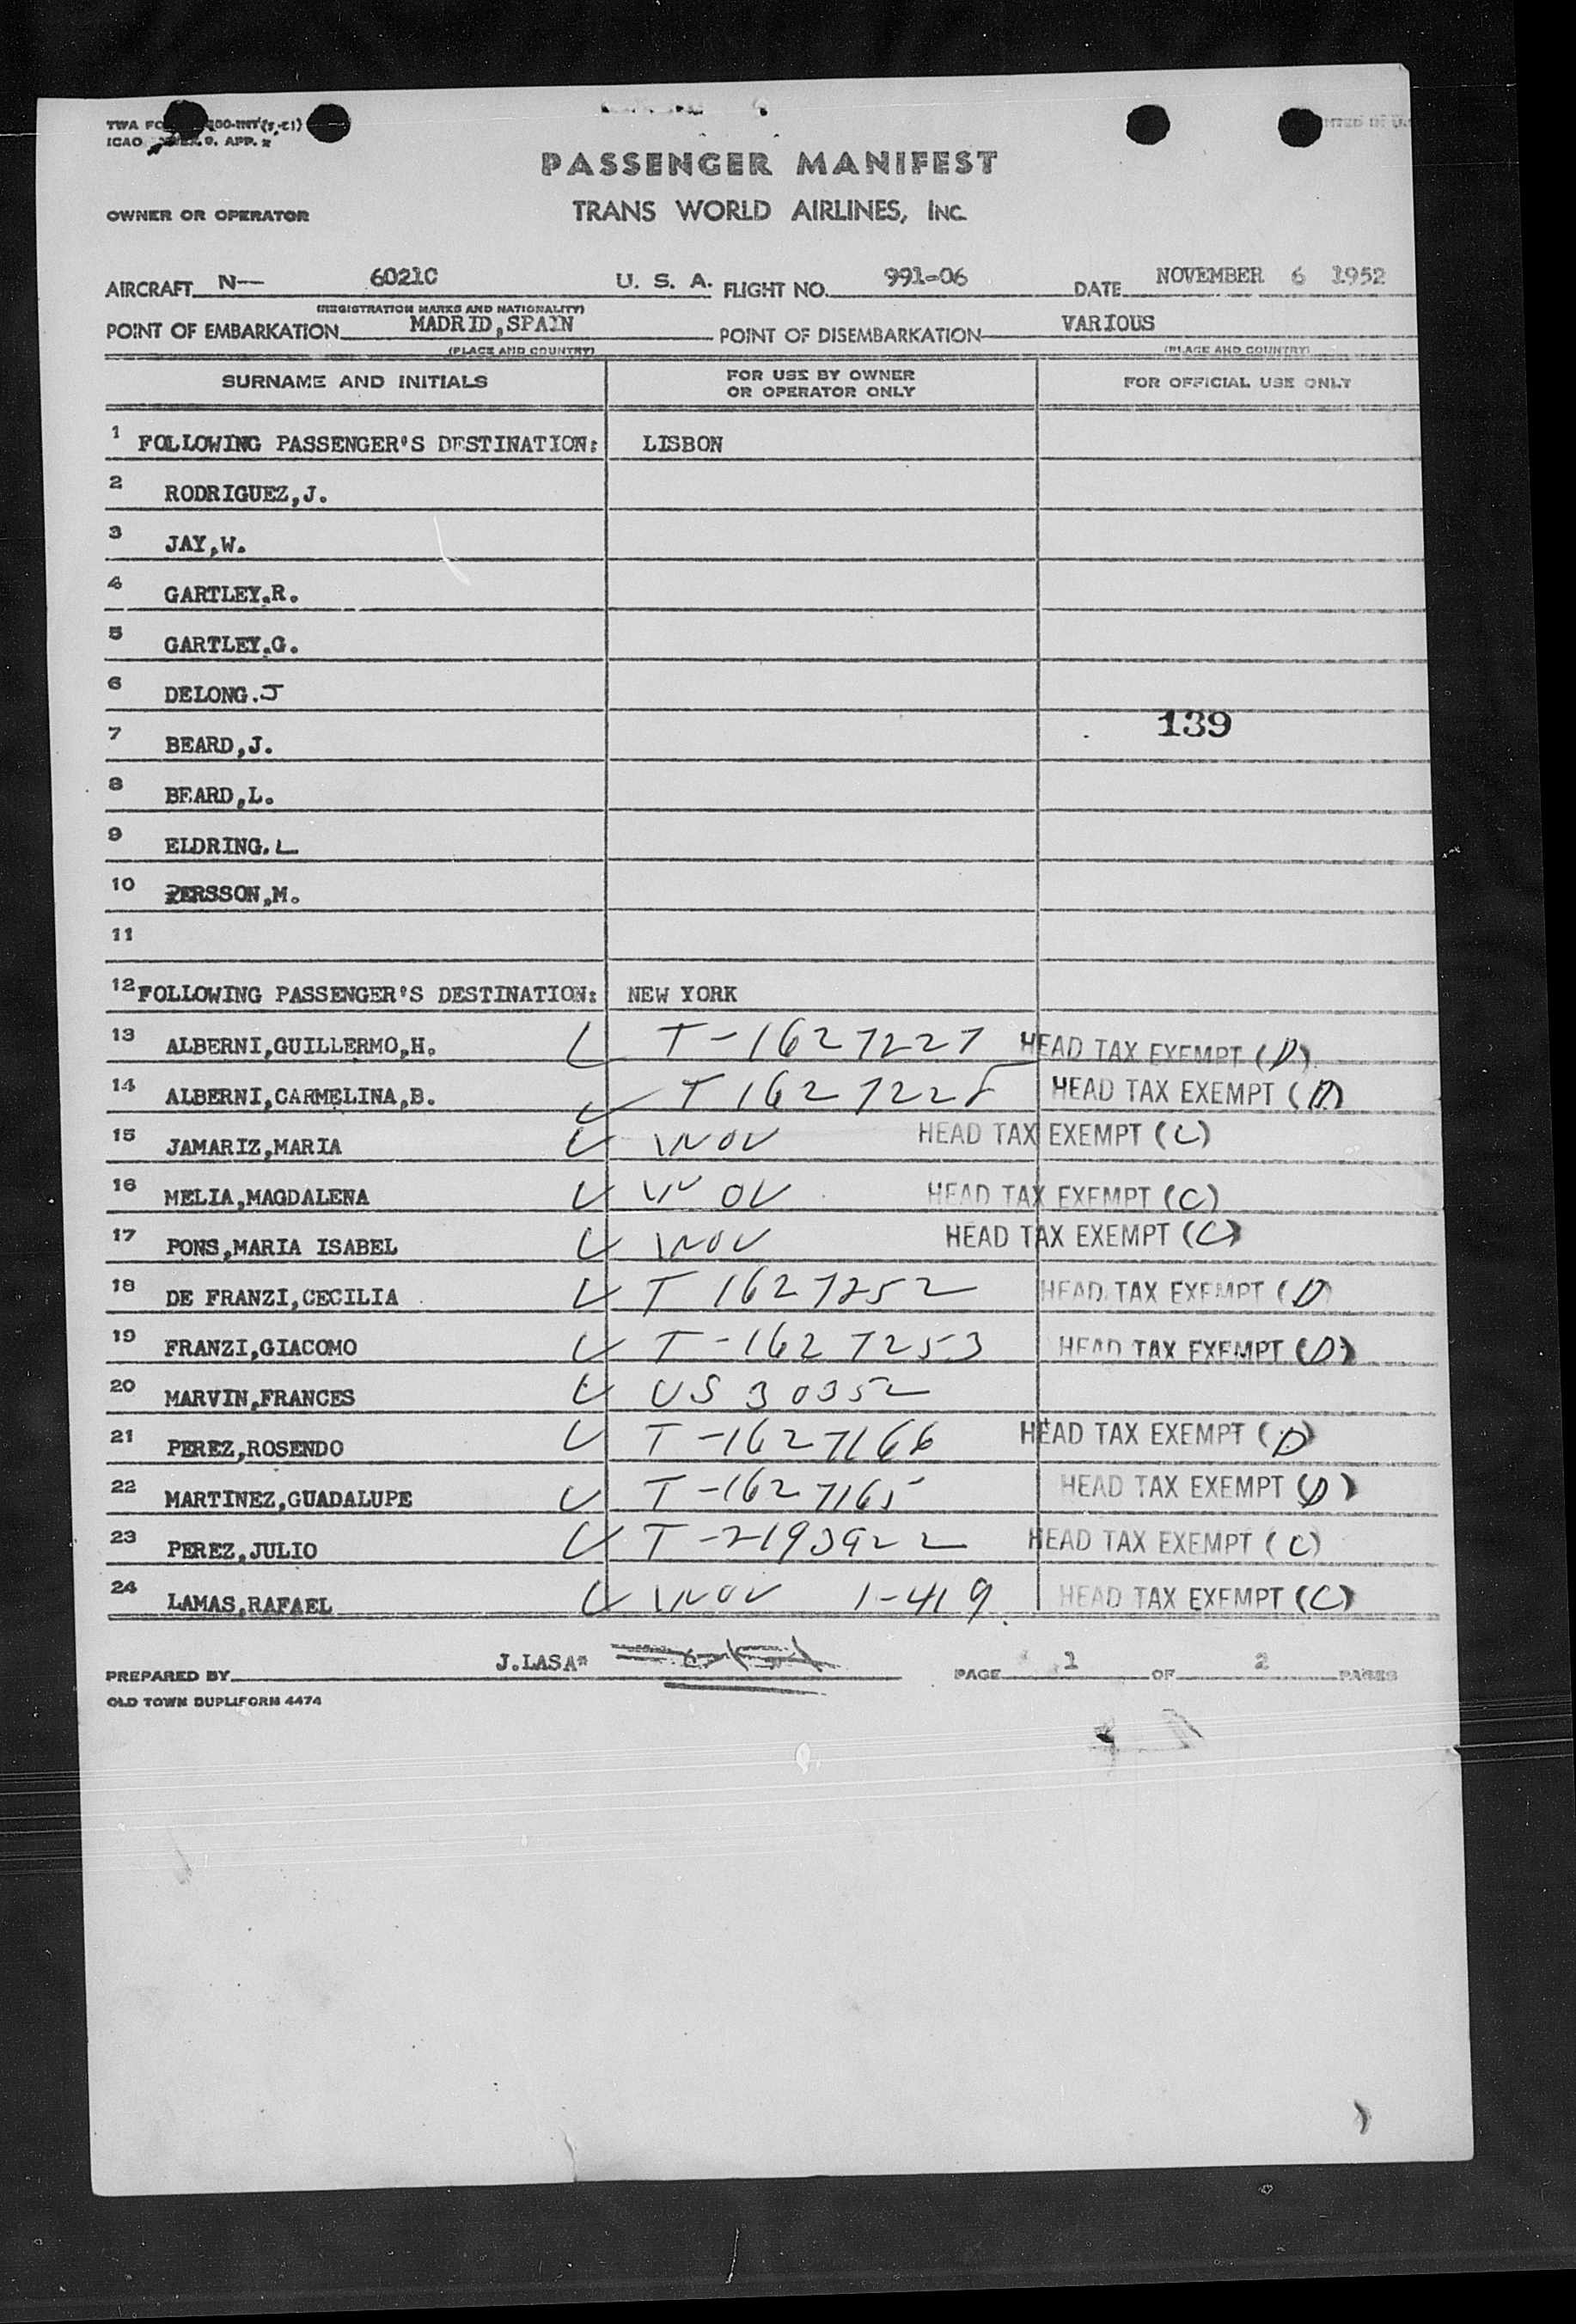 TWA
ICAO
PASSENGER MANIFEST
OWNER OR OPERATOR TRANS WORLD AIRLINES, INC.
AIRCRAFT N— 6021C U. S. A. FLIGHT NO. 991-06 DATE NOVEMBER 6 1952
(REGISTRATION MARKS AND NATIONALITY)
POINT OF EMBARKATION MADRID,SPAIN POINT OF DISEMBARKATION VARIOUS
(PLACE AND COUNTRY) (PLACE AND COUNTRY)
SURNAME AND INITIALS FOR USE BY OWNER OR OPERATOR ONLY FOR OFFICIAL USE ONLY
1 FOLLOWING PASSENGER'S DESTINATION: LISBON
2 RODRIGUEZ,J.
3 JAY,W.
4 GARTLEY.R.
5 GARTLEY.G.
6 DELONG.J
139
7 BEARD,J.
8 BEARD,L.
9 ELDRING.L
10 PERSSON,M.
11
12 FOLLOWING PASSENGER'S DESTINATION: NEW YORK
13 ALBERNI,GUILLERMO,H. T-1627227 HEAD TAX EXEMPT (D)
14 ALBERNI,CARMELINA,B. T 1627228 HEAD TAX EXEMPT (D)
15 JAMARIZ,MARIA HEAD TAX EXEMPT (C)
16 MELIA,MAGDALENA HEAD TAX EXEMPT (C)
17 PONS,MARIA ISABEL HEAD TAX EXEMPT (C)
18 DE FRANZI,CECILIA T 1627252 HEAD TAX EXEMPT (D)
19 FRANZI,GIACOMO T-1627253 HEAD TAX EXEMPT (D)
20 MARVIN,FRANCES US 30352
21 PEREZ,ROSENDO T-1627166 HEAD TAX EXEMPT (D)
22 MARTINEZ,GUADALUPE T-1627165 HEAD TAX EXEMPT (D)
23 PEREZ,JULIO T-2193922 HEAD TAX EXEMPT (C)
24 LAMAS,RAFAEL 1-419 HEAD TAX EXEMPT (C)
PREPARED BY J.LASA" PAGE 1 OF 2 PAGES
OLD TOWN DUPLIFORM 4474